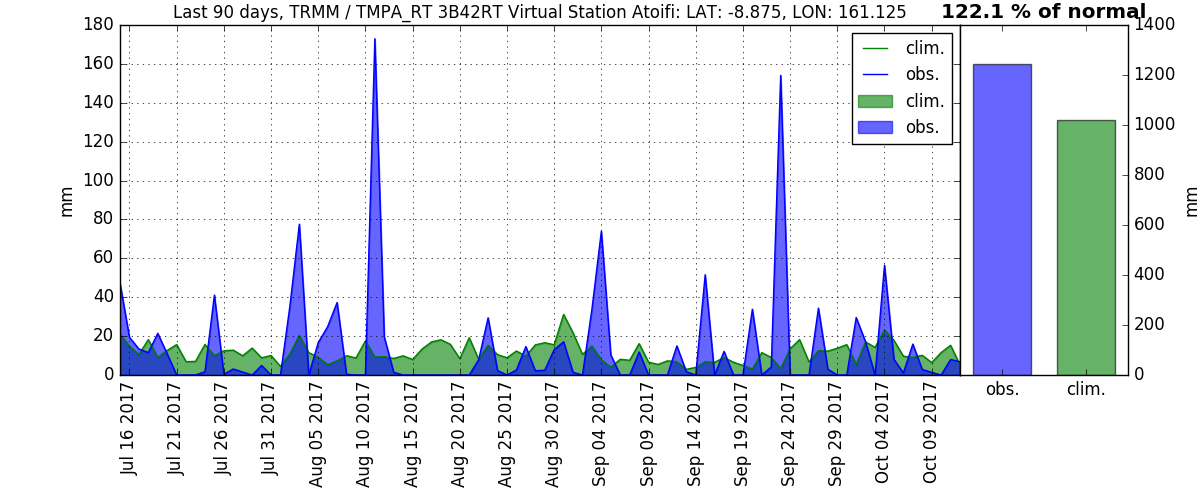 Last 90 days, TRMM / TMPA_RT 3B42RT Virtual Station Atoifi: LAT: -8.875, LON: 161.125
122.1 % of normal
mm
180
160
140
120
100
80
60
40
20
0
clim.
obs.
clim.
obs.
Jul 16 2017
Jul 21 2017
Jul 26 2017
Jul 31 2017
Aug 05 2017
Aug 10 2017
Aug 15 2017
Aug 20 2017
Aug 25 2017
Aug 30 2017
Sep 04 2017
Sep 09 2017
Sep 14 2017
Sep 19 2017
Sep 24 2017
Sep 29 2017
Oct 04 2017
Oct 09 2017
obs.
clim.
1400
1200
1000
800
600
400
200
0
mm